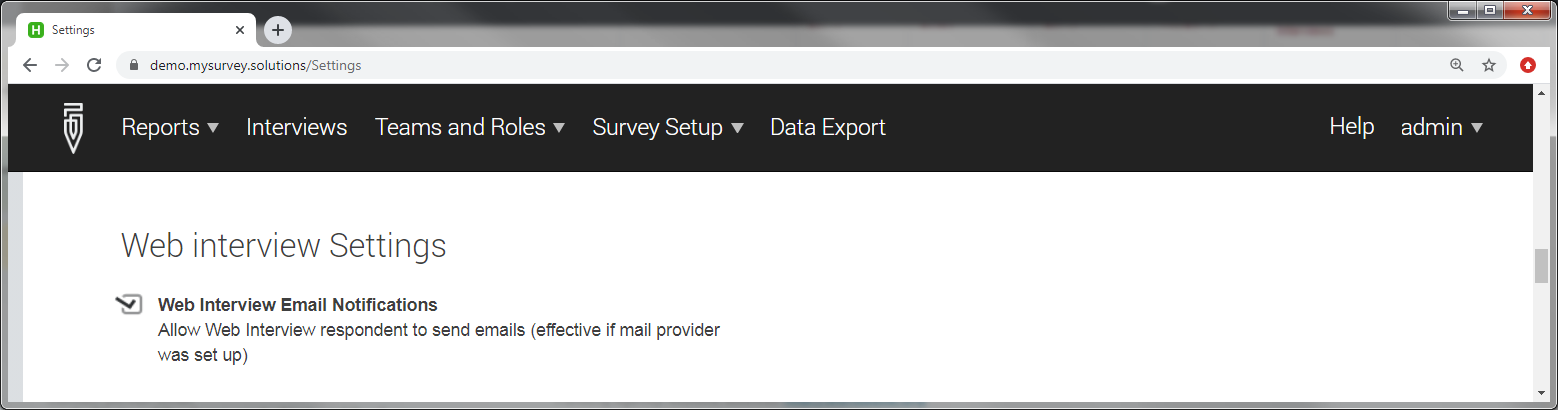 H Settings
demo.mysurvey.solutions/Settings
Reports Interviews Teams and Roles Survey Setup Data Export Help admin
Web interview Settings
Web Interview Email Notifications
Allow Web Interview respondent to send emails (effective if mail provider
was set up)